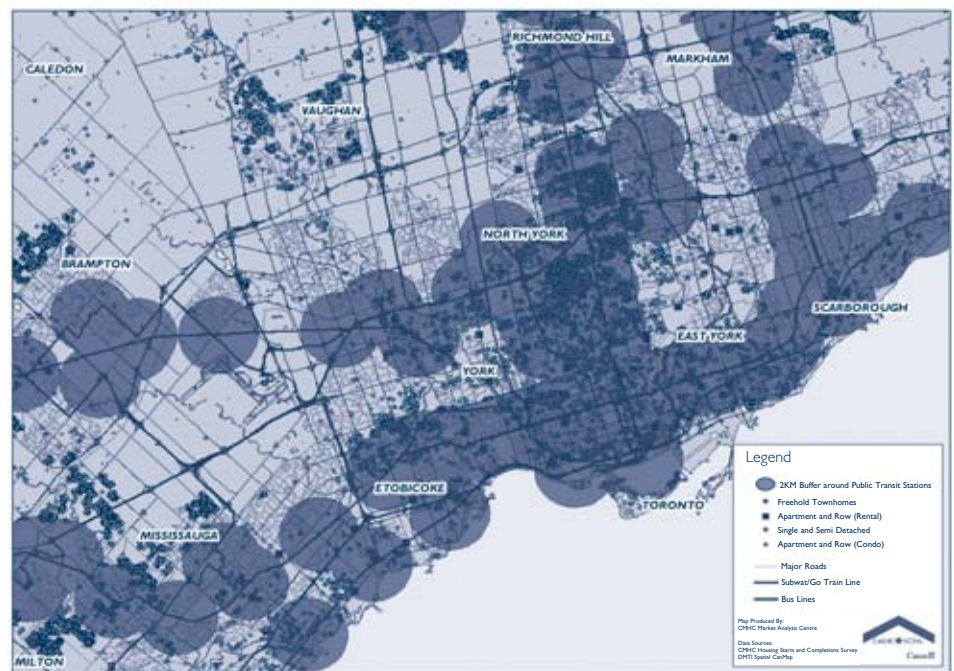 RICHMOND HILL
MARKHAM
CALEDON
VAUGHAN
NORTH YORK
BRAMPTON
SCARBOROUGH
EAST YORK
YORK
ETOBICOKE
TORONTO
MISSISSAUGA
MILTON
Legend
2KM Buffer around Public Transit Stations
Freehold Townhomes
Apartment and Row (Rental)
Single and Semi Detached
Apartment and Row (Condo)
Major Roads
Subwat/Go Train Line
Bus Lines
Map Produced By:
CMHC Market Analysis Centre
Data Sources:
CMHC Housing Starts and Completions Survey
DMTI Spatial CanMap
CMHC SCHL
Canada